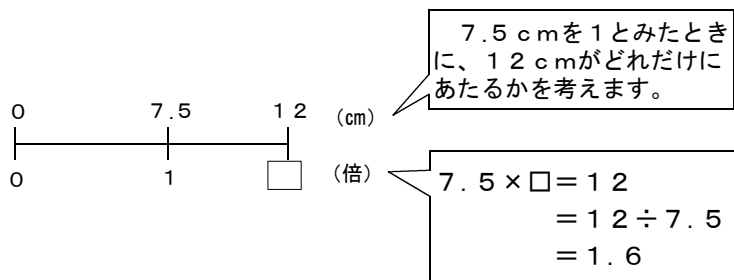 ７.５ｃｍを１とみたとき
に、１２ｃｍがどれだけに
あたるかを考えます。
０ ７.５ １２ （㎝）
０ １ □ （倍）
７.５×□＝１２
＝１２÷７.５
＝１.６